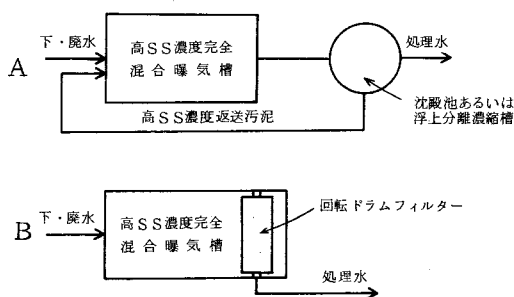 A
下・廃水
高SS濃度完全
混合曝気槽
処理水
沈殿池あるいは
浮上分離濃縮槽
高SS濃度返送汚泥
B
下・廃水
高SS濃度完全
混合曝気槽
回転ドラムフィルター
処理水